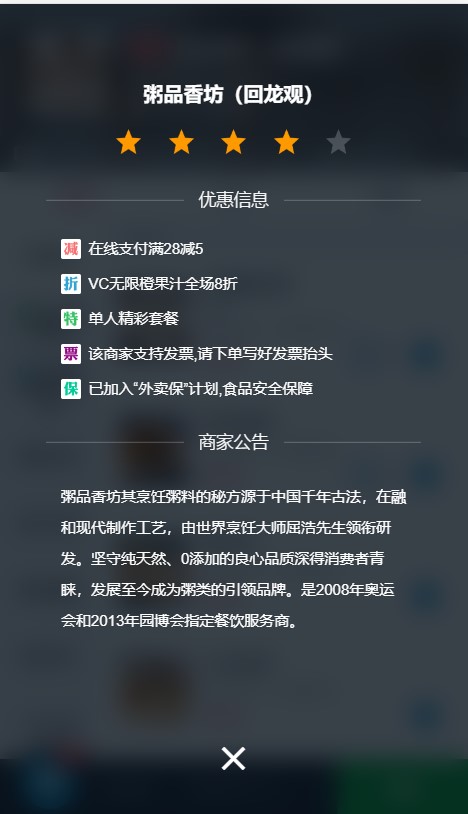 粥品香坊（回龙观）
优惠信息
减 在线支付满28减5
折 VC无限橙果汁全场8折
特 单人精彩套餐
票 该商家支持发票,请下单写好发票抬头
保 已加入“外卖保”计划,食品安全保障
商家公告
粥品香坊其烹饪粥料的秘方源于中国千年古法，在融
和现代制作工艺，由世界烹饪大师屈浩先生领衔研
发。坚守纯天然、0添加的良心品质深得消费者青
睐，发展至今成为粥类的引领品牌。是2008年奥运
会和2013年园博会指定餐饮服务商。